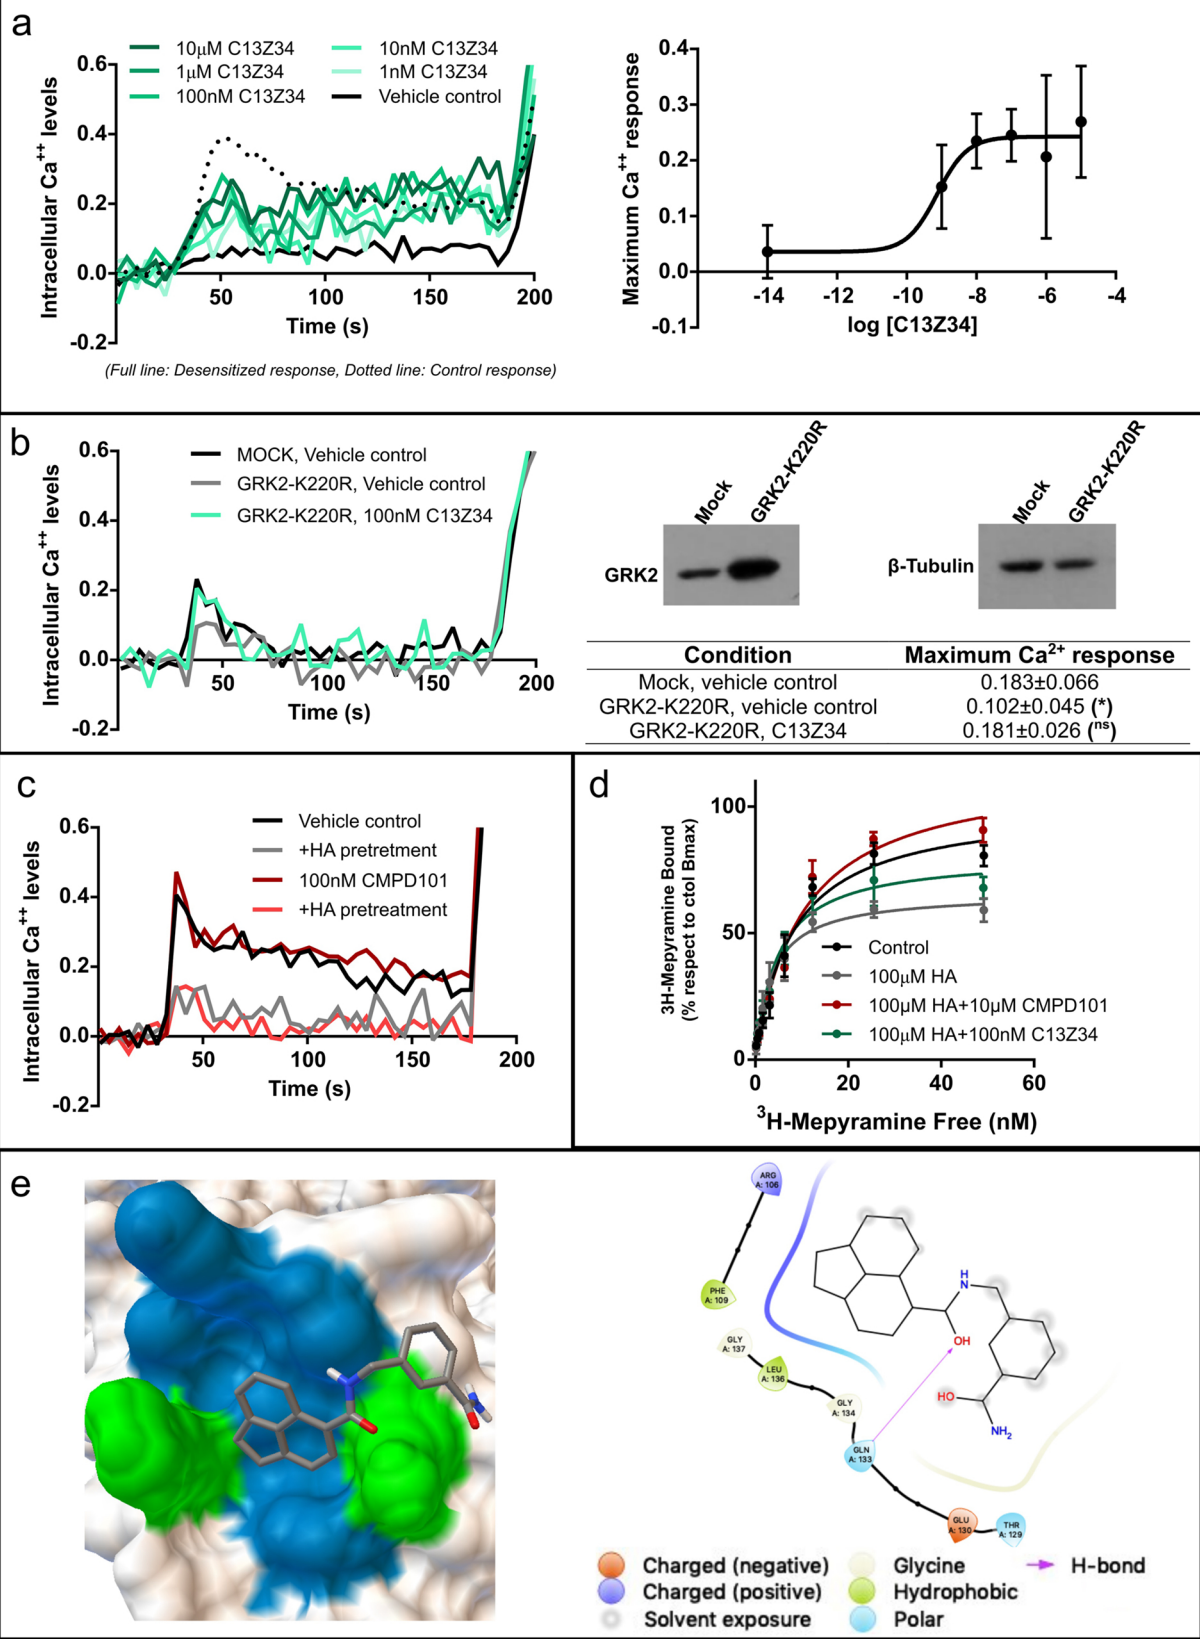 a
10μM C13Z34
1μM C13Z34
100nM C13Z34
10nM C13Z34
1nM C13Z34
Vehicle control
Intracellular Ca++ levels
0.6
0.4
0.2
0.0
-0.2
50
100
150
200
Time (s)
(Full line: Desensitized response, Dotted line: Control response)
Maximum Ca++ response
0.4
0.3
0.2
0.1
0.0
-0.1
-14
-12
-10
-8
-6
-4
log [C13Z34]
b
MOCK, Vehicle control
GRK2-K220R, Vehicle control
GRK2-K220R, 100nM C13Z34
Intracellular Ca++ levels
0.6
0.4
0.2
0.0
-0.2
50
100
150
200
Time (s)
Mock
GRK2-K220R
GRK2
Mock
GRK2-K220R
β-Tubulin
Condition Maximum Ca2+ response
Mock, vehicle control 0.183±0.066
GRK2-K220R, vehicle control 0.102±0.045 (*)
GRK2-K220R, C13Z34 0.181±0.026 (ns)
c
Vehicle control
+HA pretretment
100nM CMPD101
+HA pretreatment
Intracellular Ca++ levels
0.6
0.4
0.2
0.0
-0.2
50
100
150
200
Time (s)
d
3H-Mepyramine Bound
(% respect to ctol Bmax)
100
50
0
Control
100μM HA
100μM HA+10μM CMPD101
100μM HA+100nM C13Z34
0
20
40
60
3H-Mepyramine Free (nM)
e
ARG
A: 106
PHE
A: 109
GLY
A: 137
LEU
A: 136
GLY
A: 134
GLN
A: 133
GLU
A: 130
THR
A: 129
H
N
OH
HO
NH2
Charged (negative)
Charged (positive)
Solvent exposure
Glycine
Hydrophobic
Polar
H-bond